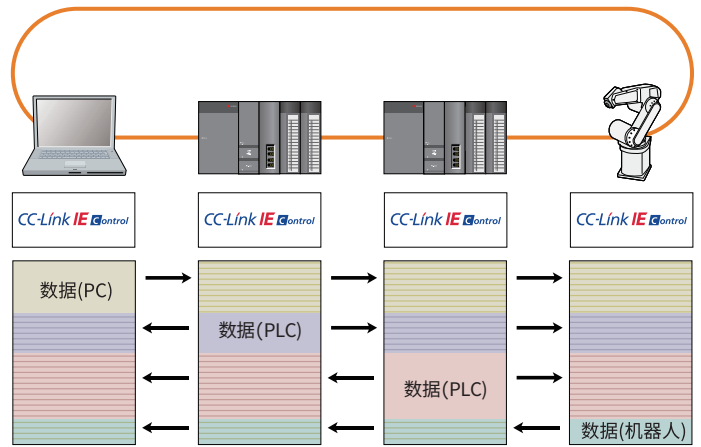 CC-Link IE Control
CC-Link IE Control
CC-Link IE Control
CC-Link IE Control
数据(PC)
数据(PLC)
数据(PLC)
数据(机器人)